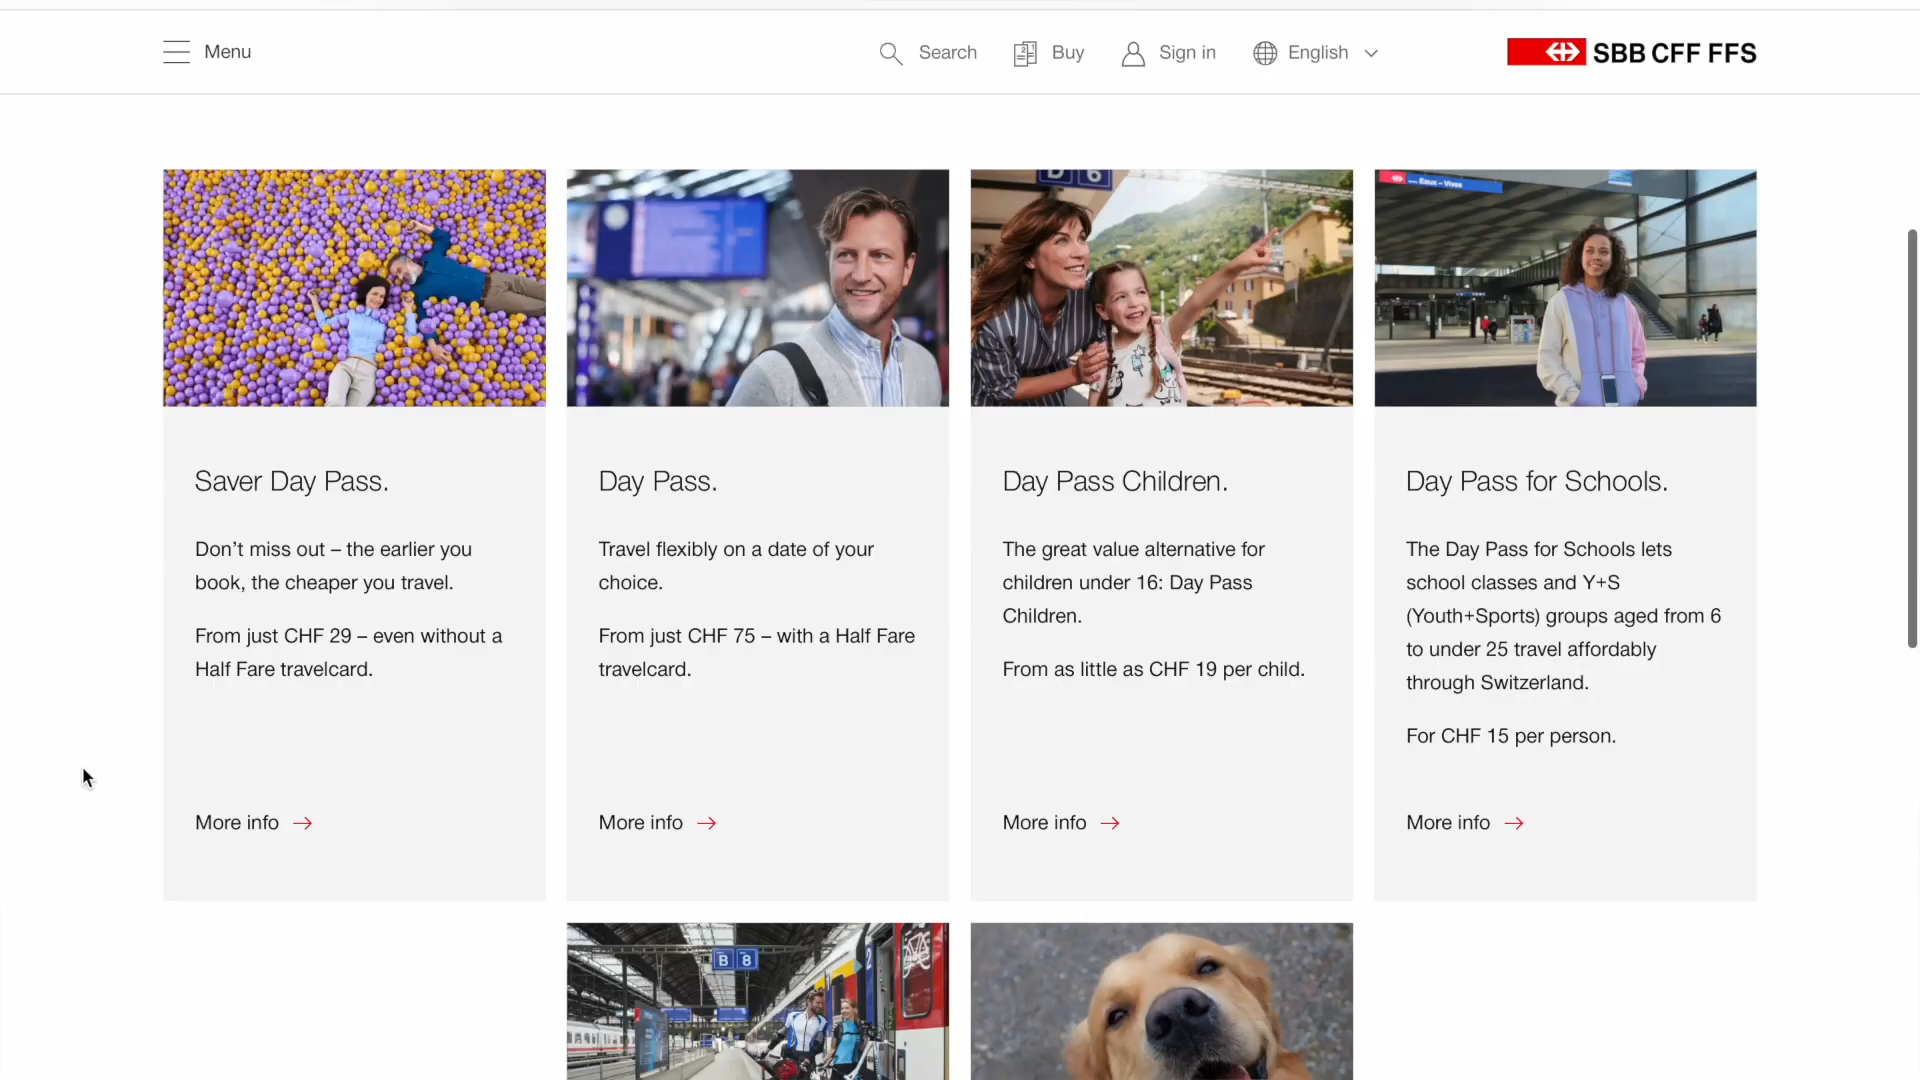 Menu
Search
Buy
Sign in
English
SBB CFF FFS
B 8
Saver Day Pass.
Don’t miss out – the earlier you
book, the cheaper you travel.
From just CHF 29 – even without a
Half Fare travelcard.
More info
Day Pass.
Travel flexibly on a date of your
choice.
From just CHF 75 – with a Half Fare
travelcard.
More info
Day Pass Children.
The great value alternative for
children under 16: Day Pass
Children.
From as little as CHF 19 per child.
More info
Day Pass for Schools.
The Day Pass for Schools lets
school classes and Y+S
(Youth+Sports) groups aged from 6
to under 25 travel affordably
through Switzerland.
For CHF 15 per person.
More info